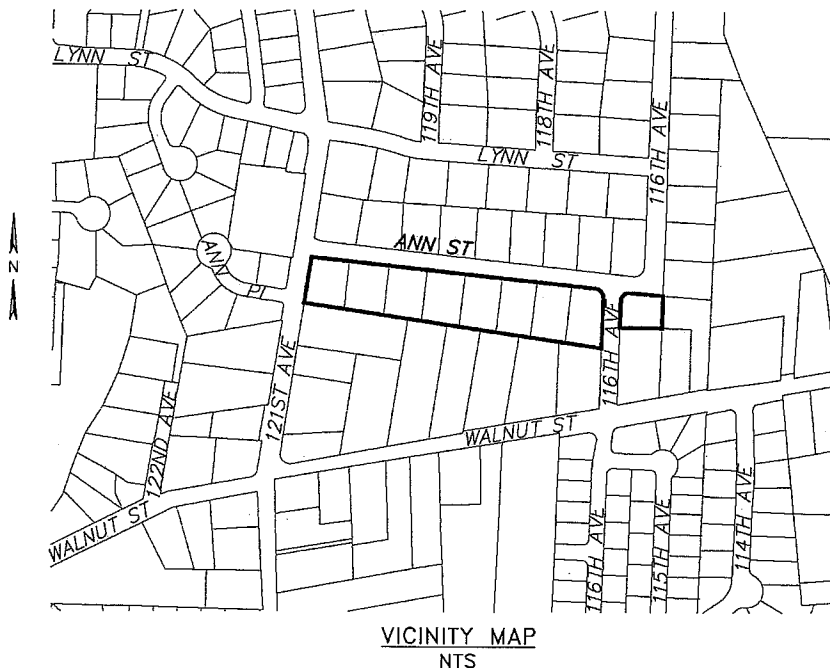 LYNN ST
119TH AVE
118TH AVE
116TH AVE
LYNN ST
ANN ST
ANN PL
N
116TH AVE
121ST AVE
122ND AVE
WALNUT ST
WALNUT ST
116TH AVE
115TH AVE
114TH AVE
VICINITY MAP
NTS